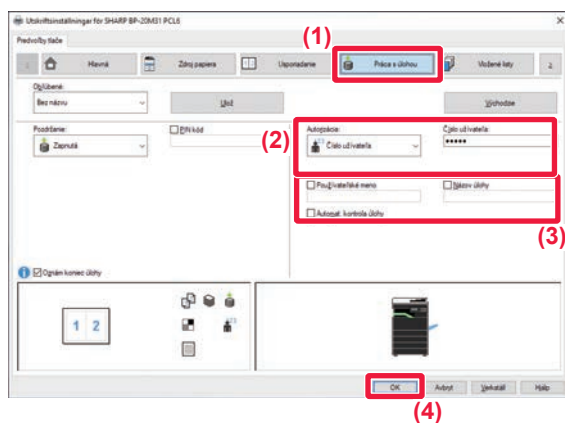 Utskriftsinställningar för SHARP BP-20M31 PCL6
Predvoľby tlače
(1)
Hlavná
Zdroj papiera
Usporiadanie
Práca s úlohou
Vložené listy
Obľúbené:
Bez názvu
Ulož
Východzie
Pozdržanie:
Zapnutá
PIN kód
(2)
Autorizácia:
Číslo užívateľa
Číslo užívateľa:
•••••
Používateľské meno
Názov úlohy
Automat. kontrola úlohy
(3)
Oznám koniec úlohy
1 2
OK
Avbryt
Verkställ
Hjälp
(4)